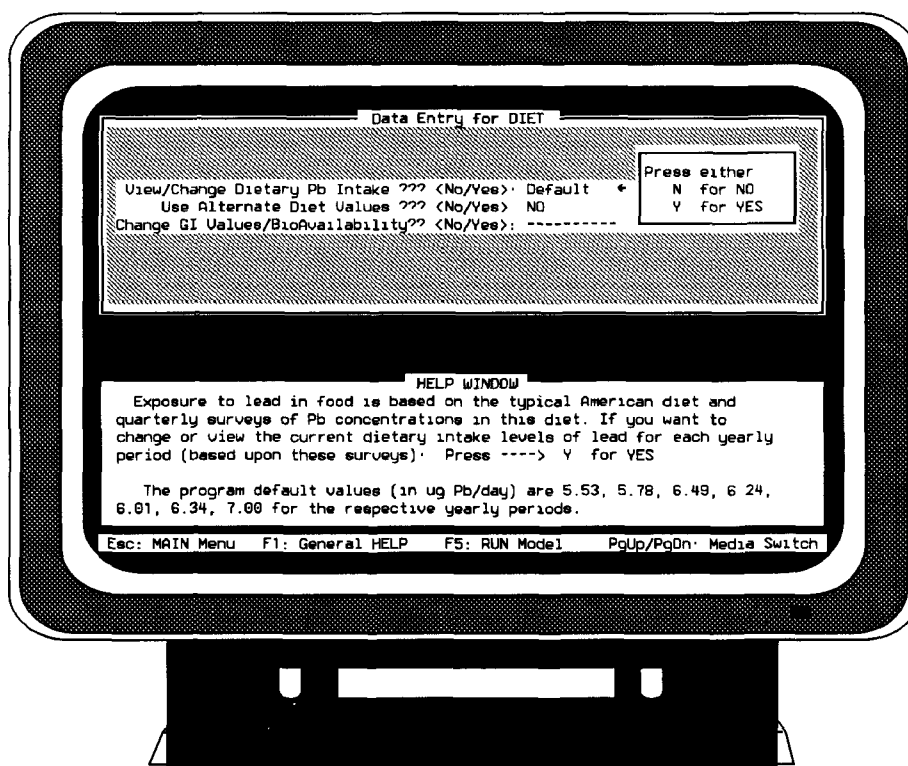 Data Entry for DIET
View/Change Dietary Pb Intake ??? <No/Yes>· Default ←
Use Alternate Diet Values ??? <No/Yes> NO
Change GI Values/BioAvailability?? <No/Yes>: ----------
Press either
N for NO
Y for YES
HELP WINDOW
Exposure to lead in food is based on the typical American diet and
quarterly surveys of Pb concentrations in this diet. If you want to
change or view the current dietary intake levels of lead for each yearly
period (based upon these surveys)· Press ----> Y for YES
The program default values (in ug Pb/day) are 5.53, 5.78, 6.49, 6 24,
6.01, 6.34, 7.00 for the respective yearly periods.
Esc: MAIN Menu F1: General HELP F5: RUN Model PgUp/PgDn· Media Switch